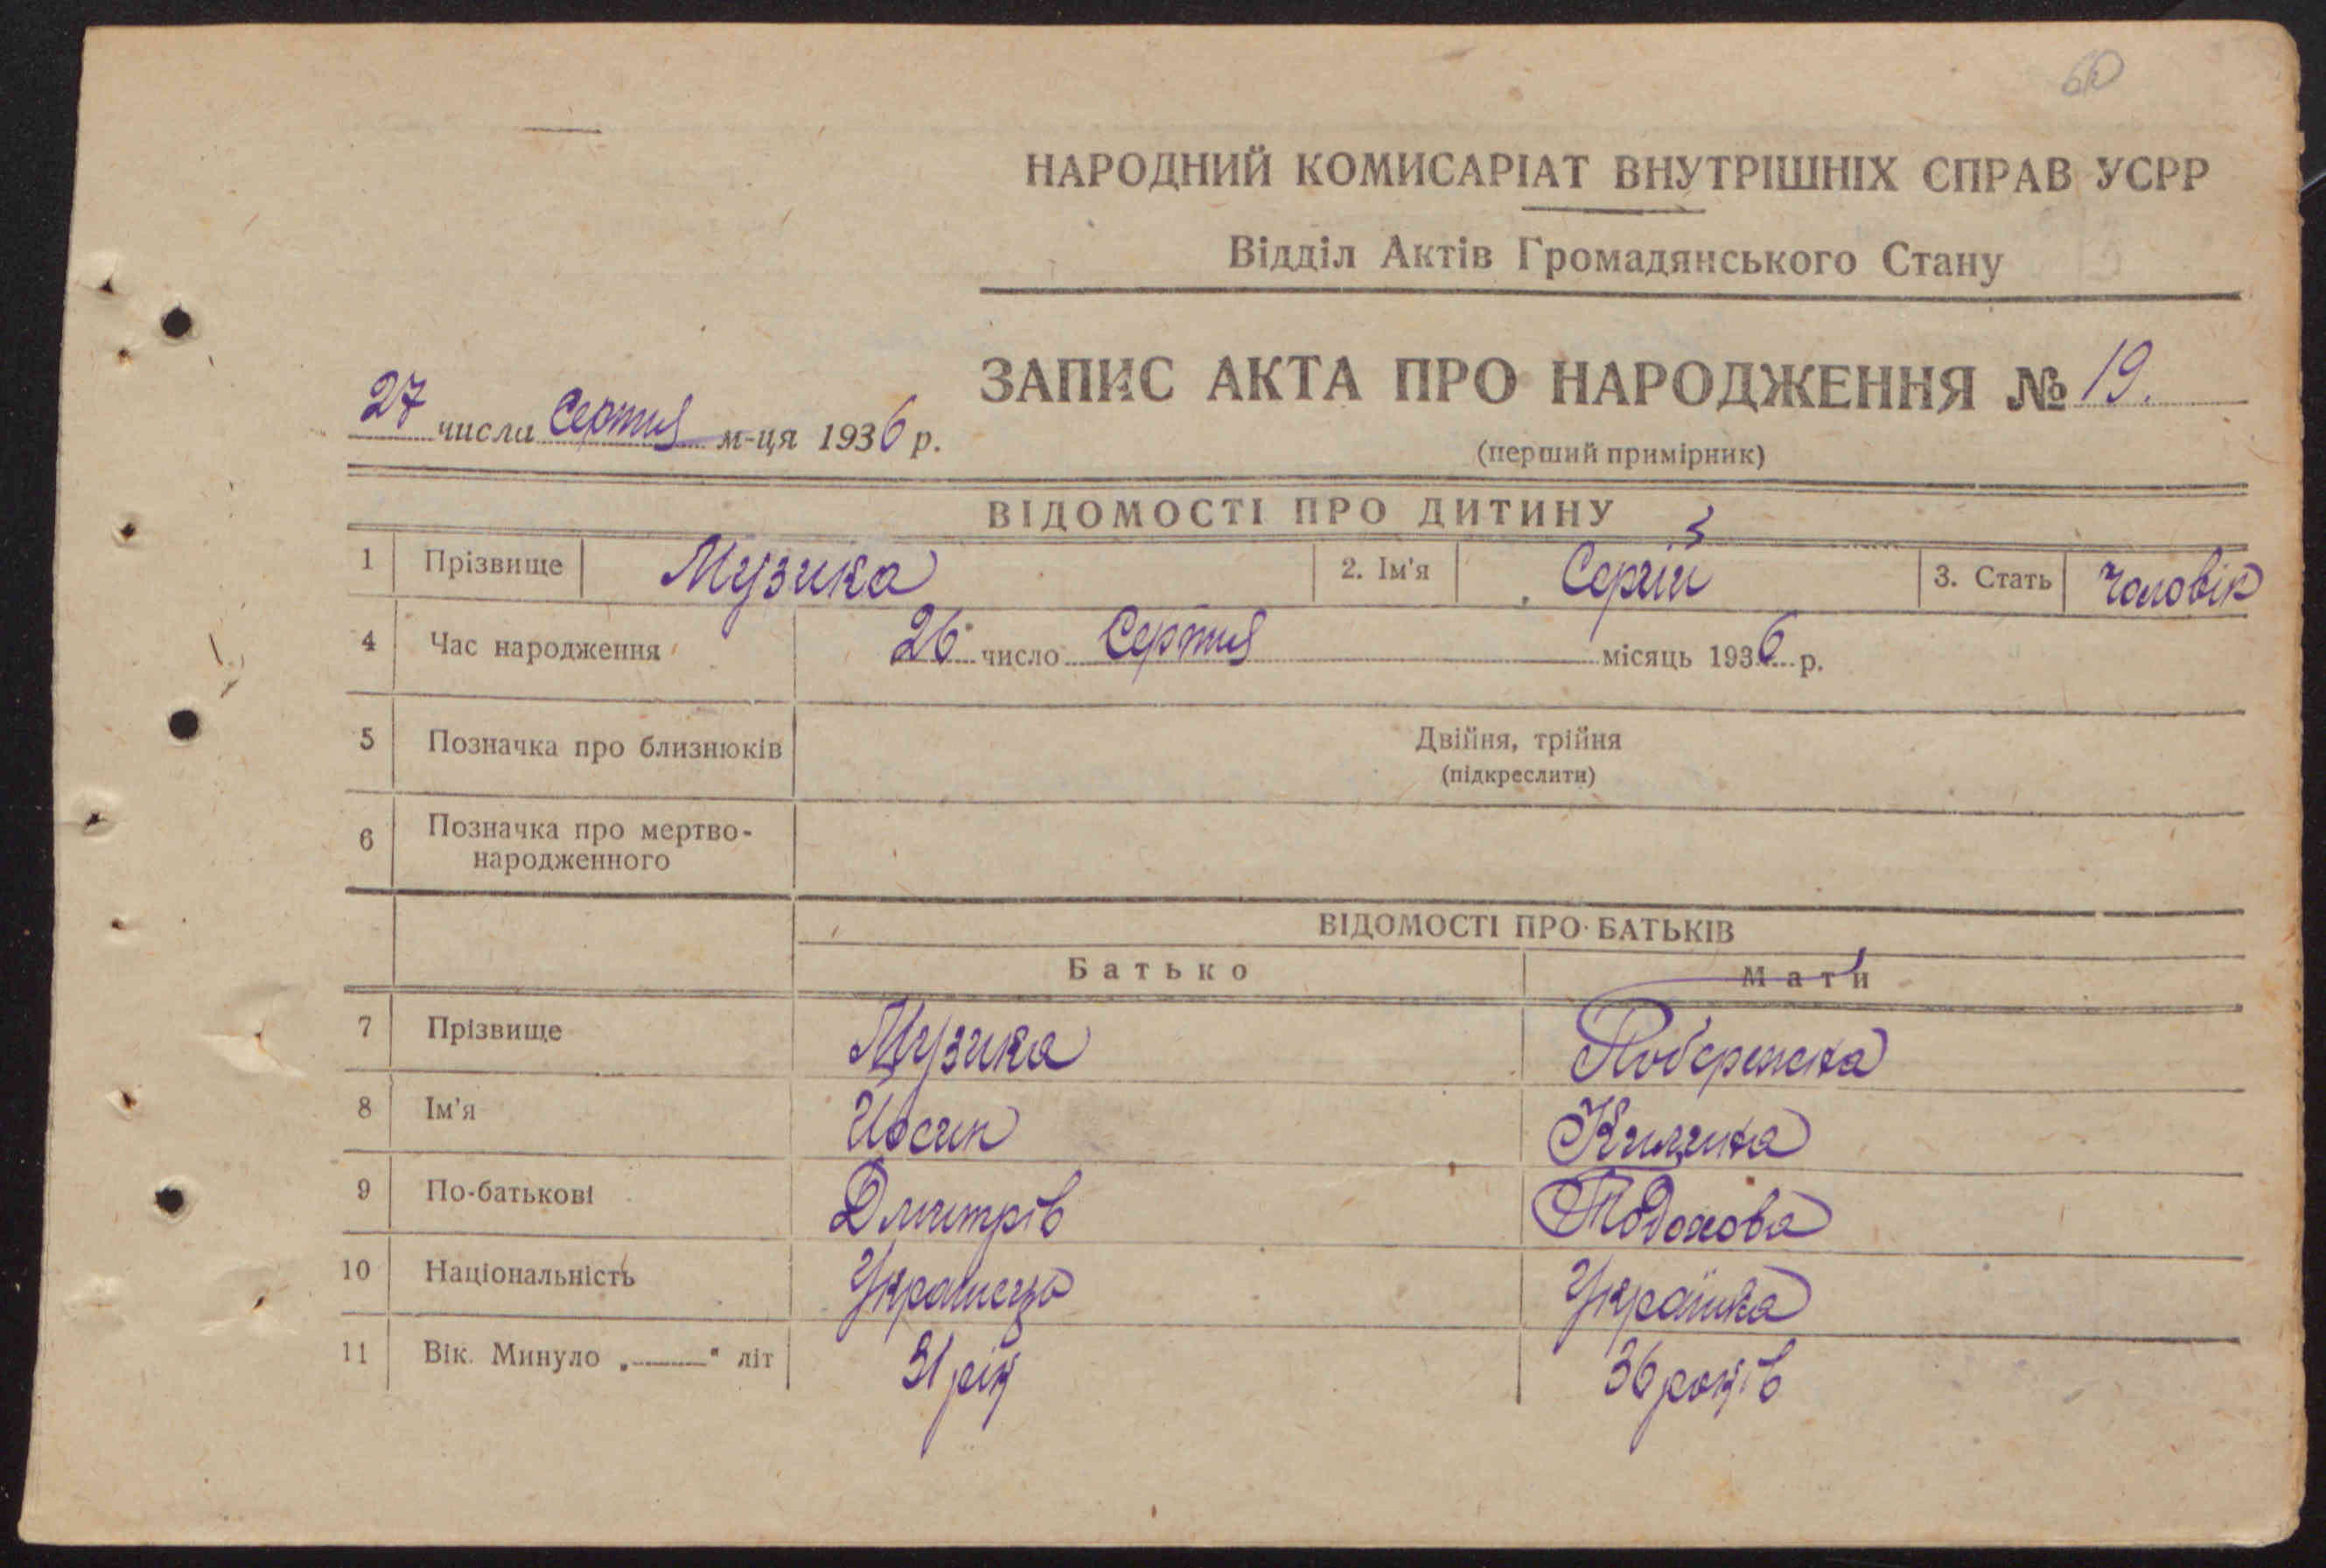 60
НАРОДНИЙ КОМИСАРІАТ ВНУТРІШНІХ СПРАВ УСРР
Відділ Актів Громадянського Стану
ЗАПИС АКТА ПРО НАРОДЖЕННЯ № 19.
27 числа Серпня м-ця 1936 р.
(перший примірник)
ВІДОМОСТІ ПРО ДИТИНУ
1 Прізвище Музика 2. Ім'я Сергій 3. Стать Чоловік
4 Час народження 26 число Серпня місяць 1936 р.
5 Позначка про близнюків Двійня, трійня
(підкреслити)
6 Позначка про мертво-
народженного
ВІДОМОСТІ ПРО БАТЬКІВ
Батько Мати
7 Прізвище Музика Побережна
8 Ім'я Йосип Килина
9 По-батькові Дмитрів
10 Національність Українець Українка
11 Вік. Минуло „——" літ 31 рік 36 років